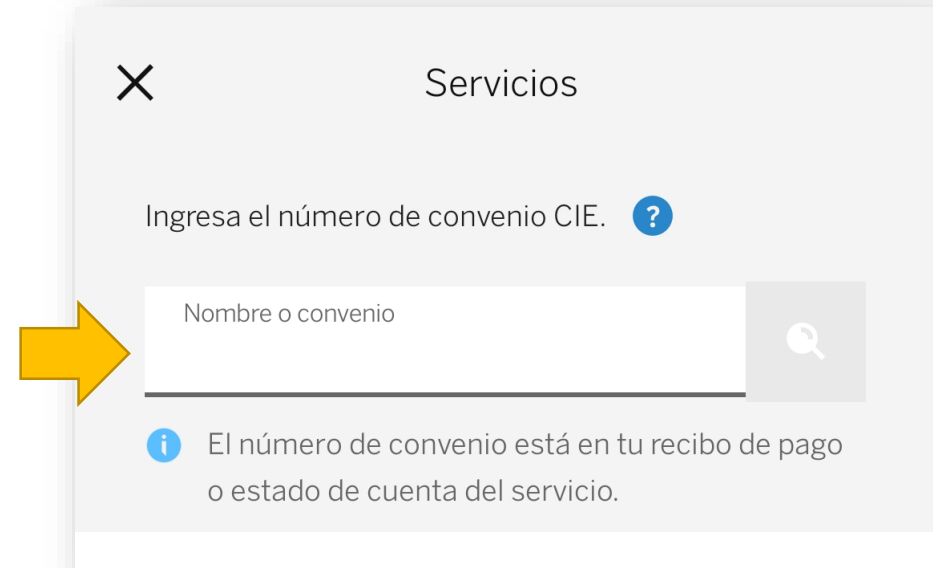 Servicios
Ingresa el número de convenio CIE. ?
Nombre o convenio
i El número de convenio está en tu recibo de pago
o estado de cuenta del servicio.